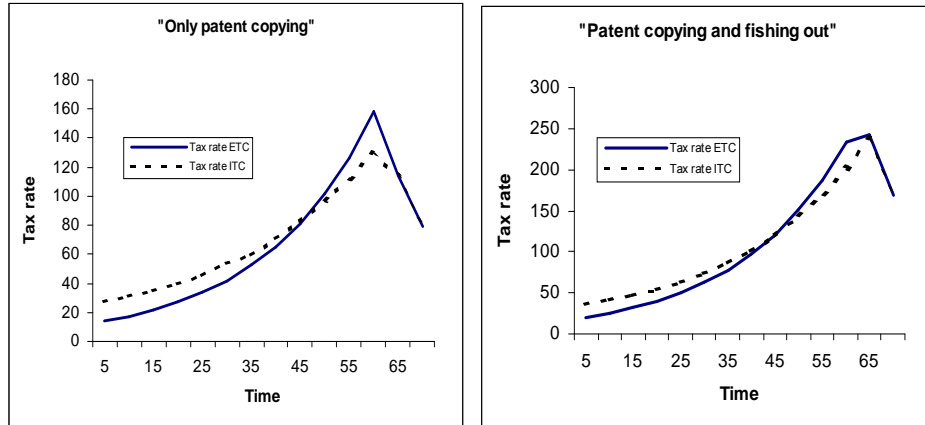 "Only patent copying"
180
160
140
120
100
80
60
40
20
0
Tax rate
Tax rate ETC
Tax rate ITC
5 15 25 35 45 55 65
Time
"Patent copying and fishing out"
300
250
200
150
100
50
0
Tax rate
Tax rate ETC
Tax rate ITC
5 15 25 35 45 55 65
Time